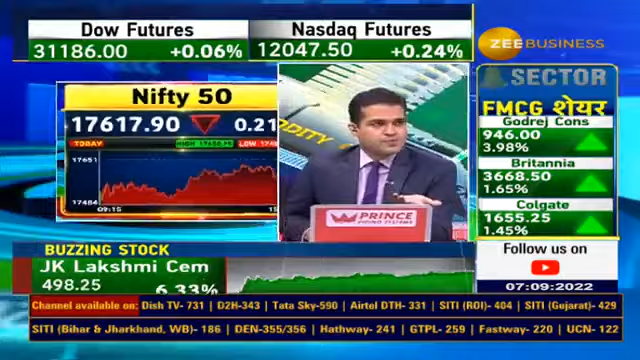 Dow Futures
31186.00 +0.06%
Nasdaq Futures
12047.50 +0.24%
ZEE BUSINESS
SECTOR
FMCG शेयर
Godrej Cons
946.00
3.98%
Britannia
3668.50
1.65%
Colgate
1655.25
1.45%
Nifty 50
17617.90 0.21
TODAY HIGH LOW
17651
17484
09:15
PRINCE
PIPING SYSTEMS
BUZZING STOCK
JK Lakshmi Cem
498.25 6.33%
Follow us on
07:09:2022
Channel available on: Dish TV- 731 | D2H-343 | Tata Sky-590 | Airtel DTH- 331 | SITI (ROI)- 404 | SITI (Gujarat)- 429
SITI (Bihar & Jharkhand, WB)- 186 | DEN-355/356 | Hathway- 241 | GTPL- 259 | Fastway- 220 | UCN- 122